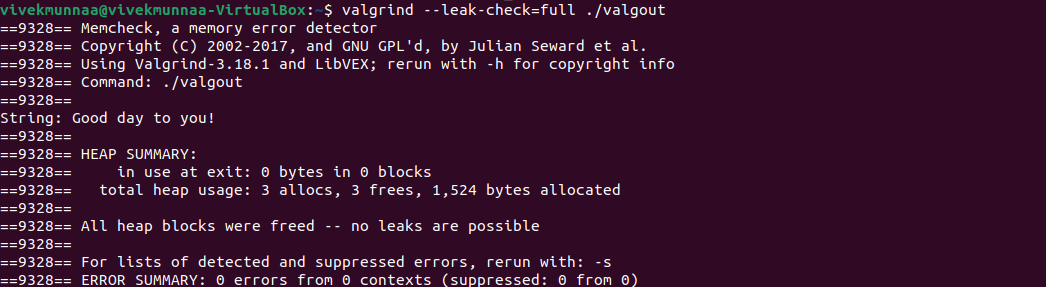 vivekmunnaa@vivekmunnaa-VirtualBox:~$ valgrind --leak-check=full ./valgout
==9328== Memcheck, a memory error detector
==9328== Copyright (C) 2002-2017, and GNU GPL'd, by Julian Seward et al.
==9328== Using Valgrind-3.18.1 and LibVEX; rerun with -h for copyright info
==9328== Command: ./valgout
==9328==
String: Good day to you!
==9328==
==9328== HEAP SUMMARY:
==9328==     in use at exit: 0 bytes in 0 blocks
==9328==   total heap usage: 3 allocs, 3 frees, 1,524 bytes allocated
==9328==
==9328== All heap blocks were freed -- no leaks are possible
==9328==
==9328== For lists of detected and suppressed errors, rerun with: -s
==9328== ERROR SUMMARY: 0 errors from 0 contexts (suppressed: 0 from 0)